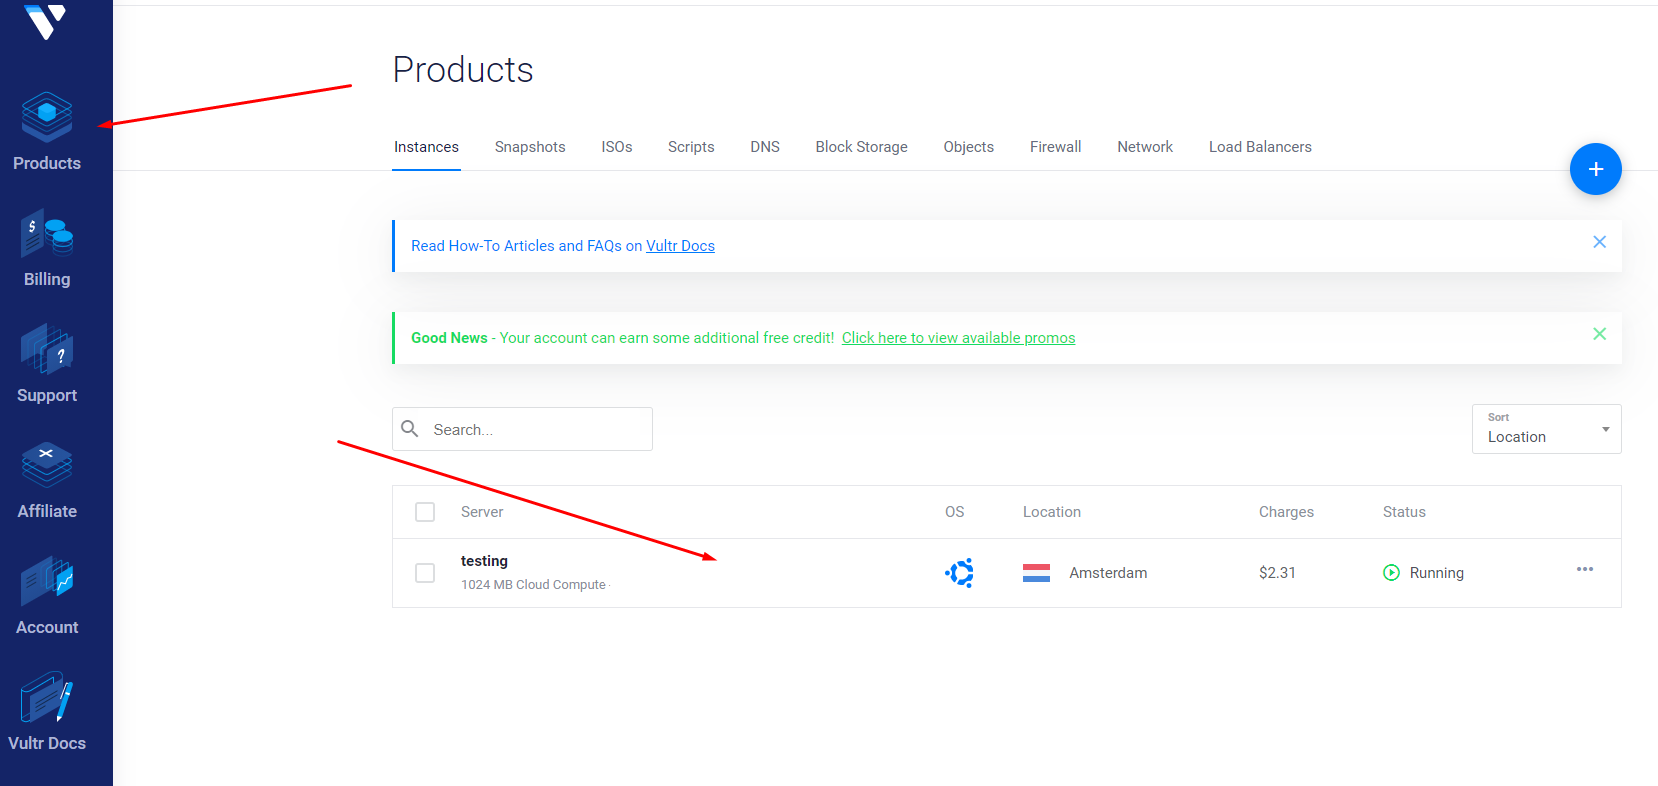 Products
Billing
Support
Affiliate
Account
Vultr Docs
Products
Instances Snapshots ISOs Scripts DNS Block Storage Objects Firewall Network Load Balancers
+
Read How-To Articles and FAQs on Vultr Docs
Good News - Your account can earn some additional free credit! Click here to view available promos
Search...
Sort
Location
Server OS Location Charges Status
testing
1024 MB Cloud Compute -
Amsterdam $2.31 Running